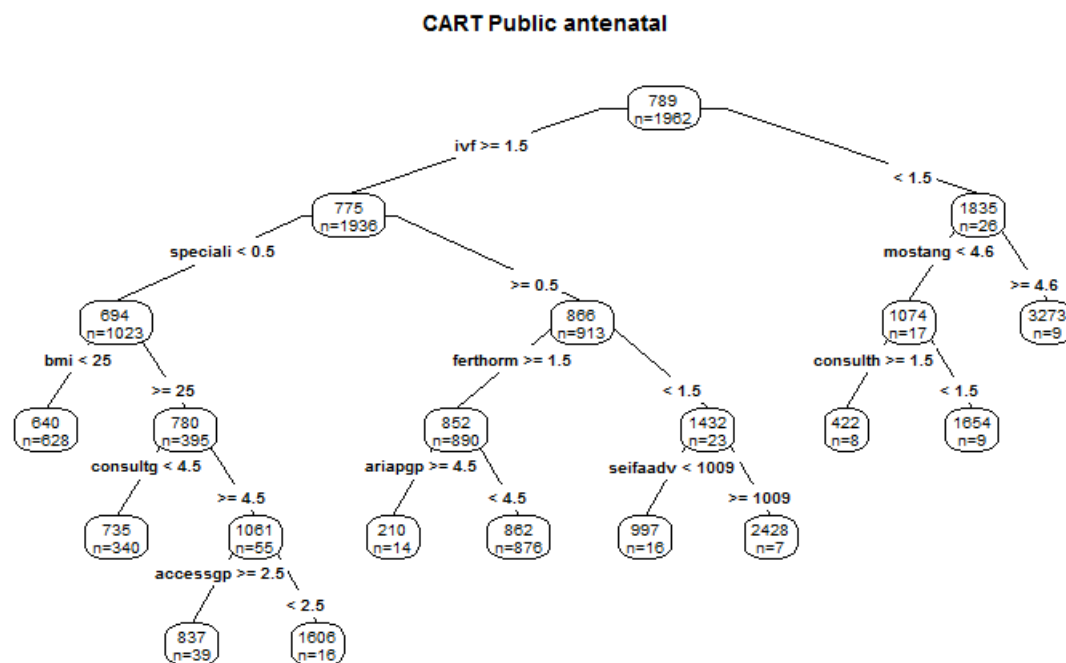 CART Public antenatal
789
n=1962
ivf >= 1.5
< 1.5
775
n=1936
1835
n=26
speciali < 0.5
>= 0.5
mostang < 4.6
>= 4.6
694
n=1023
866
n=913
1074
n=17
3273
n=9
bmi < 25
>= 25
ferthorm >= 1.5
< 1.5
consulth >= 1.5
< 1.5
640
n=628
780
n=395
852
n=890
1432
n=23
422
n=8
1654
n=9
consultg < 4.5
>= 4.5
ariapgp >= 4.5
< 4.5
seifaadv < 1009
>= 1009
735
n=340
1061
n=55
210
n=14
862
n=876
997
n=16
2428
n=7
accessgp >= 2.5
< 2.5
837
n=39
1606
n=16